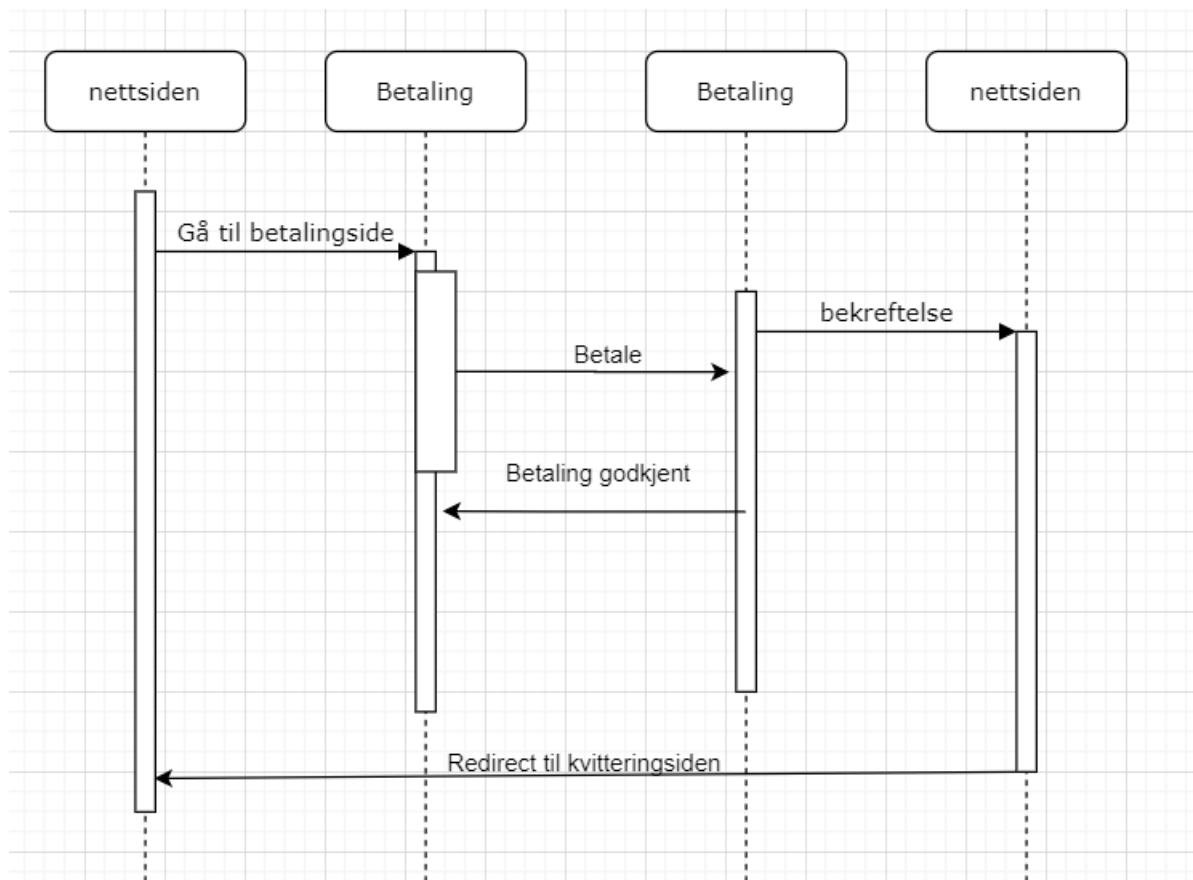 nettsiden
Betaling
Betaling
nettsiden
Gå til betalingside
bekreftelse
Betale
Betaling godkjent
Redirect til kvitteringsiden